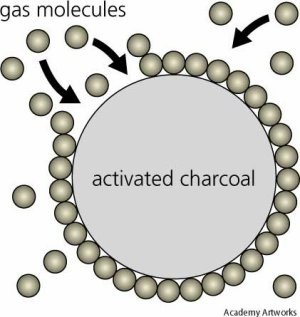 gas molecules
activated charcoal
Academy Artworks